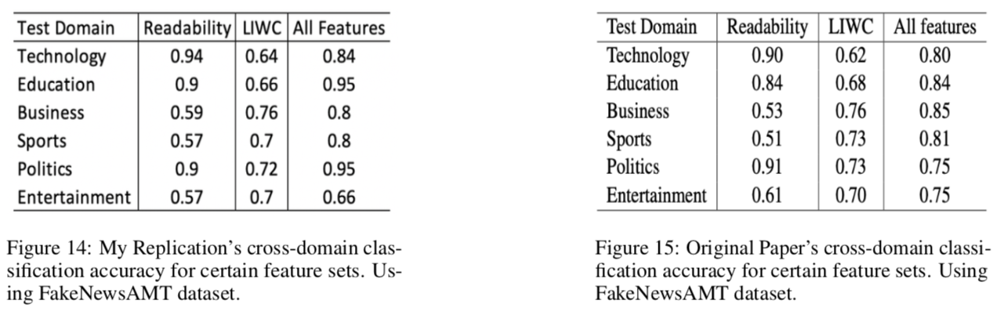 Test Domain Readability LIWC All Features
Technology 0.94 0.64 0.84
Education 0.9 0.66 0.95
Business 0.59 0.76 0.8
Sports 0.57 0.7 0.8
Politics 0.9 0.72 0.95
Entertainment 0.57 0.7 0.66
Figure 14: My Replication's cross-domain clas-
sification accuracy for certain feature sets. Us-
ing FakeNewsAMT dataset.
Test Domain Readability LIWC All features
Technology 0.90 0.62 0.80
Education 0.84 0.68 0.84
Business 0.53 0.76 0.85
Sports 0.51 0.73 0.81
Politics 0.91 0.73 0.75
Entertainment 0.61 0.70 0.75
Figure 15: Original Paper's cross-domain classi-
fication accuracy for certain feature sets. Using
FakeNewsAMT dataset.